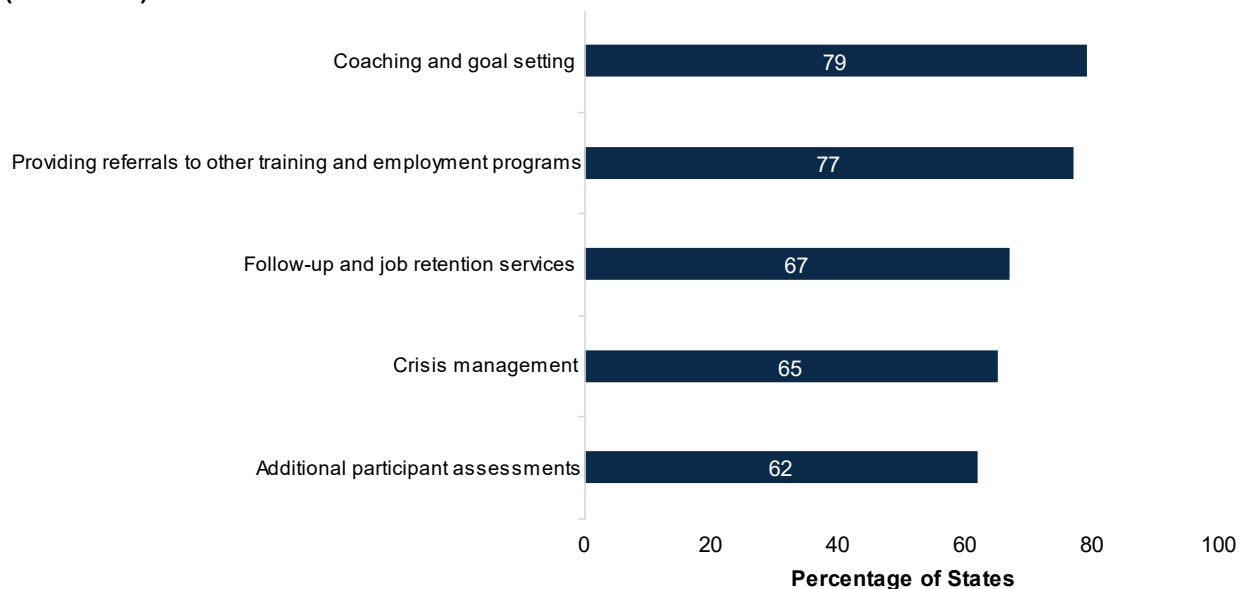 Coaching and goal setting 79
Providing referrals to other training and employment programs 77
Follow-up and job retention services 67
Crisis management 65
Additional participant assessments 62
0 20 40 60 80 100
Percentage of States